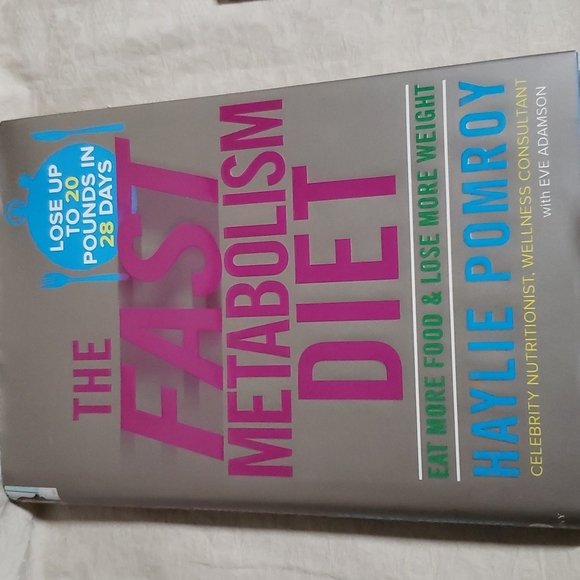 LOSE UP
TO 20
POUNDS IN
28 DAYS
THE
FAST
METABOLISM
DIET
EAT MORE FOOD & LOSE MORE WEIGHT
HAYLIE POMROY
CELEBRITY NUTRITIONIST, WELLNESS CONSULTANT
with EVE ADAMSON